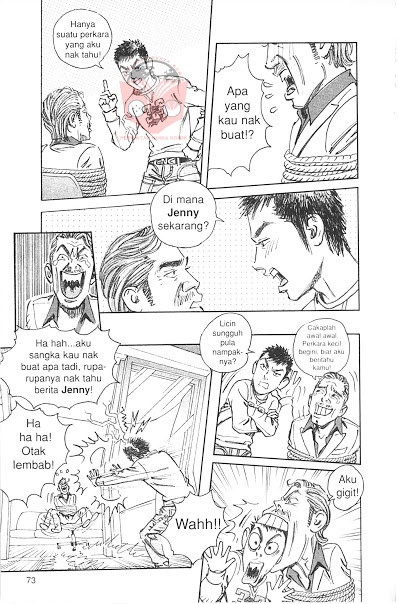 Hanya
suatu perkara
yang aku
nak tahu!
Apa
yang
kau nak
buat!?
Di mana
Jenny
sekarang?
Ha hah...aku
sangka kau nak
buat apa tadi, rupa-
rupanya nak tahu
berita Jenny!
Licin
sungguh
pula
nampak-
nya?
Cakaplah
awal awal.
Perkara kecil
begini, biar aku
beritahu
kamu!
Ha
ha ha!
Otak
lembab!
Wahh!!
Aku
gigit!
73